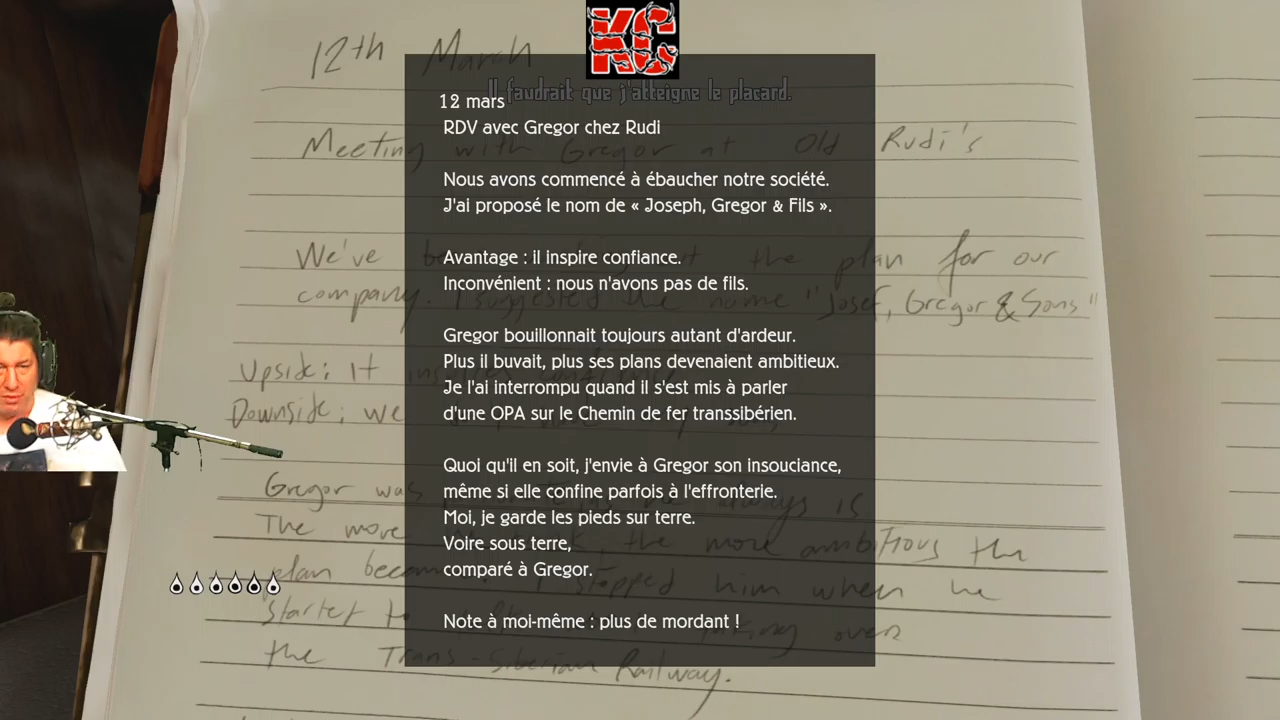 KC
Il faudrait que j'atteigne le placard.
12 mars
RDV avec Gregor chez Rudi
Nous avons commencé à ébaucher notre société.
J'ai proposé le nom de « Joseph, Gregor & Fils ».
Avantage : il inspire confiance.
Inconvénient : nous n'avons pas de fils.
Gregor bouillonnait toujours autant d'ardeur.
Plus il buvait, plus ses plans devenaient ambitieux.
Je l'ai interrompu quand il s'est mis à parler
d'une OPA sur le Chemin de fer transsibérien.
Quoi qu'il en soit, j'envie à Gregor son insouciance,
même si elle confine parfois à l'effronterie.
Moi, je garde les pieds sur terre.
Voire sous terre,
comparé à Gregor.
Note à moi-même : plus de mordant !
12th March
Meeting with Gregor at Old Rudi's
We've the plan for our
company. I suggested the name "Josef, Gregor & Sons"
Upside: It
Downside: we
Gregor was always is
The more the more ambitious the
plan I stopped him when he
started to over
the Trans-Siberian Railway.